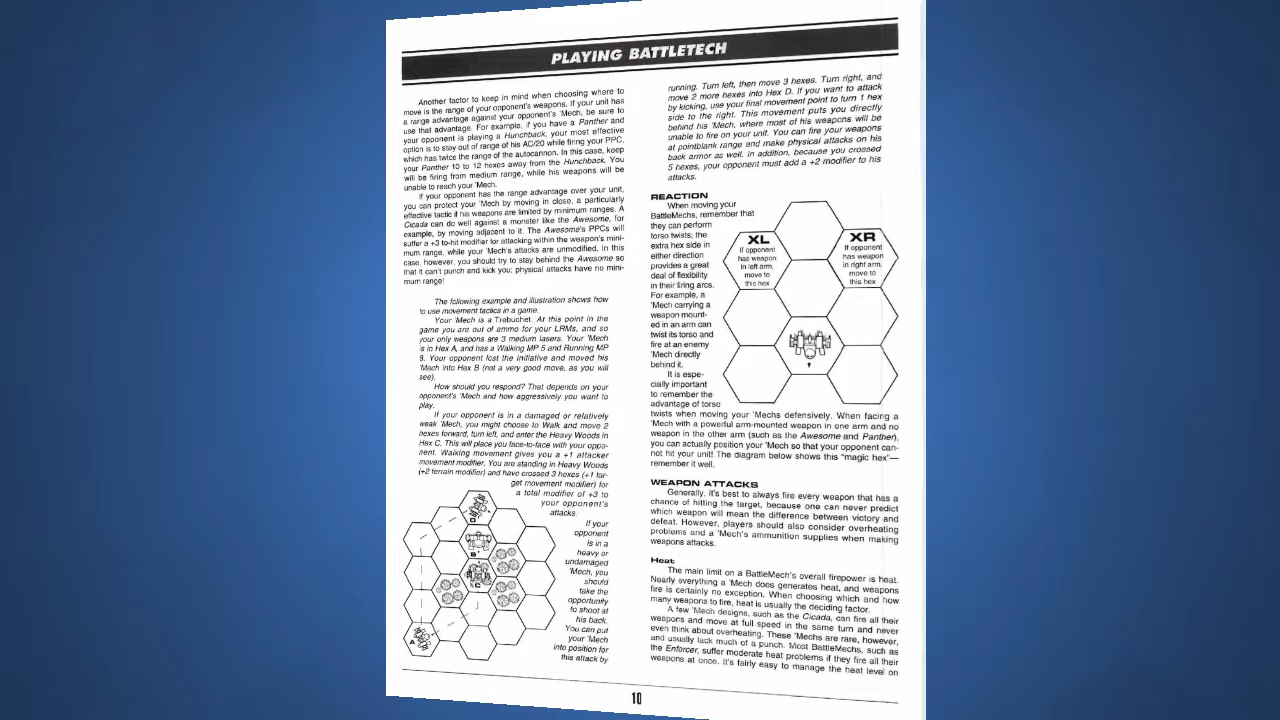 PLAYING BATTLETECH
Another factor to keep in mind when choosing where to
move is the range of your opponent's weapons. If your unit has
a range advantage against your opponent's 'Mech, be sure to
use that advantage. For example, if you have a Panther and
your opponent is playing a Hunchback, your most effective
option is to stay out of range of his AC/20 while firing your PPC,
which has twice the range of the autocannon. In this case, keep
your Panther 10 to 12 hexes away from the Hunchback. You
will be firing from medium range, while his weapons will be
unable to reach your 'Mech.
If your opponent has the range advantage over your unit,
you can protect your 'Mech by moving in close, a particularly
effective tactic if his weapons are limited by minimum ranges. A
Cicada can do well against a monster like the Awesome, for
example, by moving adjacent to it. The Awesome's PPCs will
suffer a +3 to-hit modifier for attacking within the weapon's mini-
mum range, while your 'Mech's attacks are unmodified. In this
case, however, you should try to stay behind the Awesome so
that it can't punch and kick you; physical attacks have no mini-
mum range!
The following example and illustration shows how
to use movement tactics in a game.
Your 'Mech is a Trebuchet. At this point in the
game you are out of ammo for your LRMs, and so
your only weapons are 3 medium lasers. Your 'Mech
is in Hex A, and has a Walking MP 5 and Running MP
8. Your opponent lost the initiative and moved his
'Mech into Hex B (not a very good move, as you will
see).
How should you respond? That depends on your
opponent's 'Mech and how aggressively you want to
play.
If your opponent is in a damaged or relatively
weak 'Mech, you might choose to Walk and move 2
hexes forward, turn left, and enter the Heavy Woods in
Hex C. This will place you face-to-face with your oppo-
nent. Walking movement gives you a +1 attacker
movement modifier. You are standing in Heavy Woods
(+2 terrain modifier) and have crossed 3 hexes (+1 tar-
get movement modifier) for
a total modifier of +3 to
your opponent's
attacks.
If your
opponent
is in a
heavy or
undamaged
'Mech, you
should
take the
opportunity
to shoot at
his back.
You can put
your 'Mech
into position for
this attack by
D
B
C
A
running. Turn left, then move 3 hexes. Turn right, and
move 2 more hexes into Hex D. If you want to attack
by kicking, use your final movement point to turn 1 hex
side to the right. This movement puts you directly
behind his 'Mech, where most of his weapons will be
unable to fire on your unit. You can fire your weapons
at pointblank range and make physical attacks on his
back armor as well. In addition, because you crossed
5 hexes, your opponent must add a +2 modifier to his
attacks.
REACTION
When moving your
BattleMechs, remember that
they can perform
torso twists; the
extra hex side in
either direction
provides a great
deal of flexibility
in their firing arcs.
For example, a
'Mech carrying a
weapon mount-
ed in an arm can
twist its torso and
fire at an enemy
'Mech directly
behind it.
It is espe-
cially important
to remember the
advantage of torso
twists when moving your 'Mechs defensively. When facing a
'Mech with a powerful arm-mounted weapon in one arm and no
weapon in the other arm (such as the Awesome and Panther),
you can actually position your 'Mech so that your opponent can-
not hit your unit! The diagram below shows this "magic hex"—
remember it well.
XL
If opponent
has weapon
in left arm,
move to
this hex
XR
If opponent
has weapon
in right arm,
move to
this hex
WEAPON ATTACKS
Generally, it's best to always fire every weapon that has a
chance of hitting the target, because one can never predict
which weapon will mean the difference between victory and
defeat. However, players should also consider overheating
problems and a 'Mech's ammunition supplies when making
weapons attacks.
Heat
The main limit on a BattleMech's overall firepower is heat.
Nearly everything a 'Mech does generates heat, and weapons
fire is certainly no exception. When choosing which and how
many weapons to fire, heat is usually the deciding factor.
A few 'Mech designs, such as the Cicada, can fire all their
weapons and move at full speed in the same turn and never
even think about overheating. These 'Mechs are rare, however,
and usually lack much of a punch. Most BattleMechs, such as
the Enforcer, suffer moderate heat problems if they fire all their
weapons at once. It's fairly easy to manage the heat level on
10